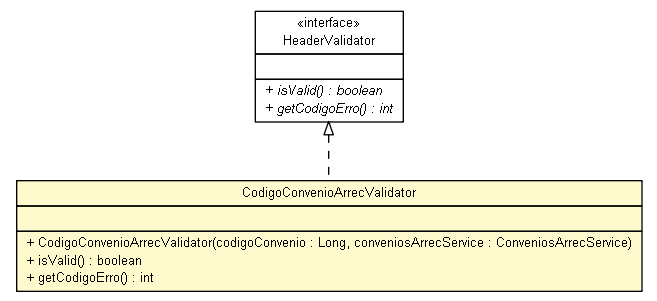 «interface»
HeaderValidator
+ isValid() : boolean
+ getCodigoErro() : int
CodigoConvenioArrecValidator
+ CodigoConvenioArrecValidator(codigoConvenio : Long, conveniosArrecService : ConveniosArrecService)
+ isValid() : boolean
+ getCodigoErro() : int